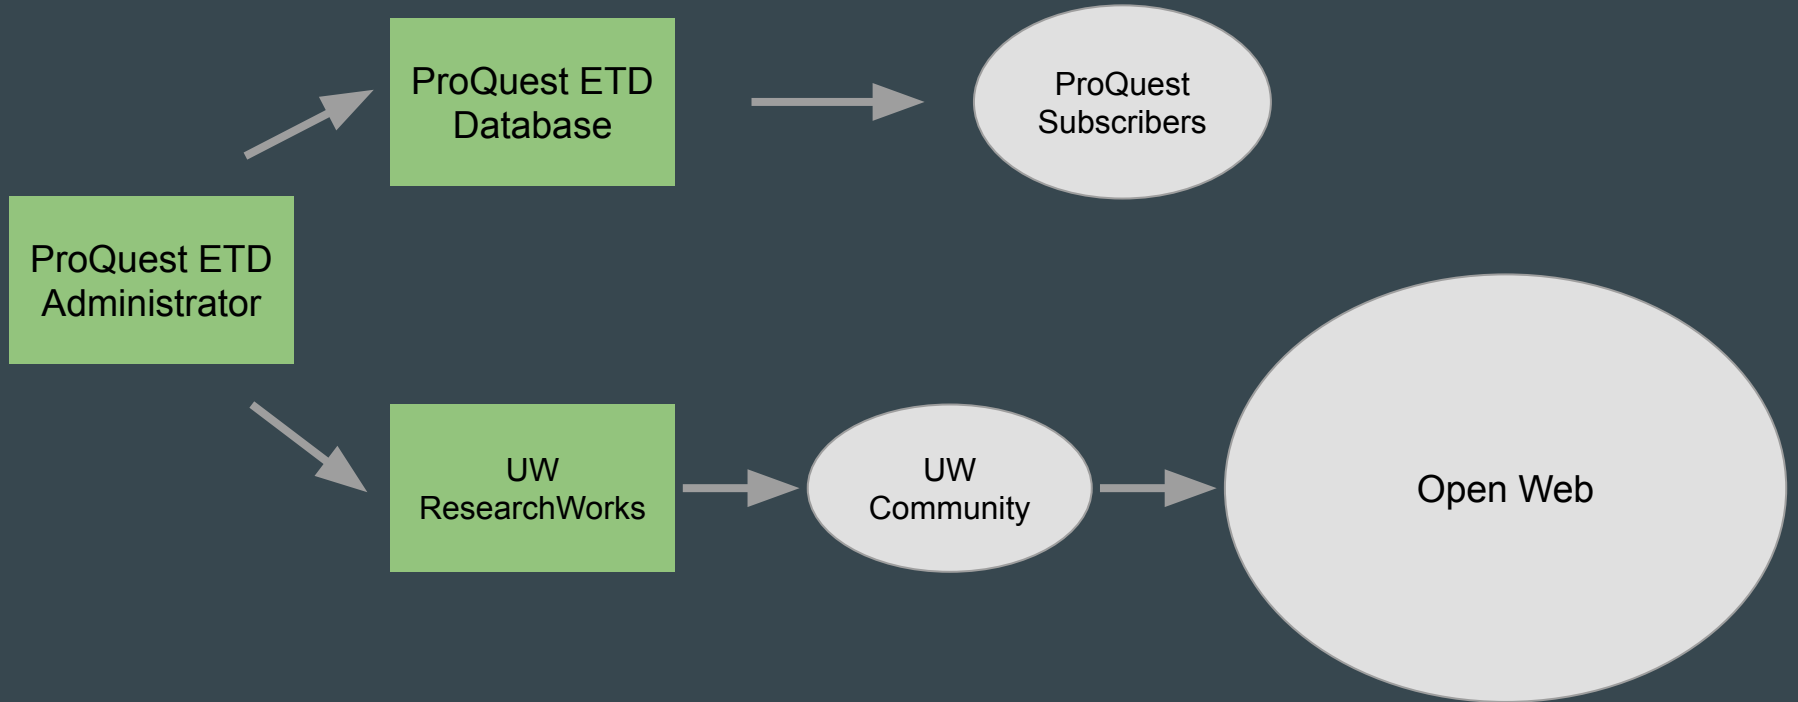 ProQuest ETD
Database
ProQuest
Subscribers
ProQuest ETD
Administrator
UW
ResearchWorks
UW
Community
Open Web